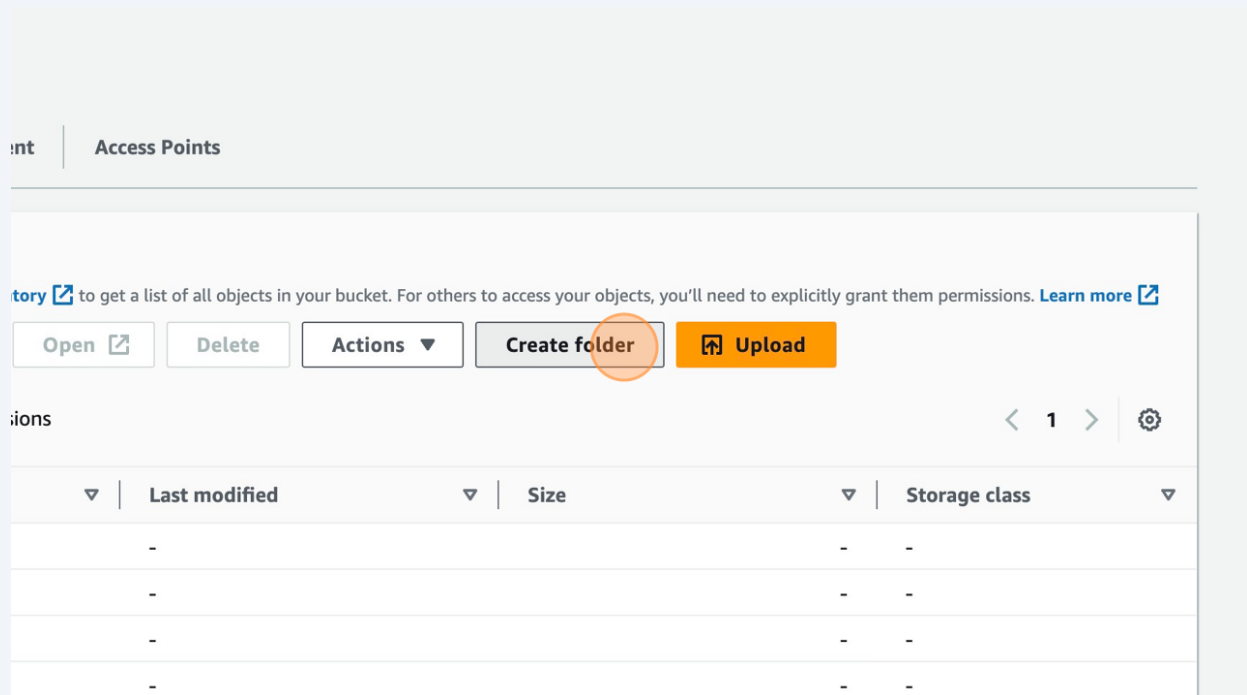 ent Access Points
tory to get a list of all objects in your bucket. For others to access your objects, you'll need to explicitly grant them permissions. Learn more
Open Delete Actions Create folder Upload
sions 1
Last modified Size Storage class
- - -
- - -
- - -
- - -